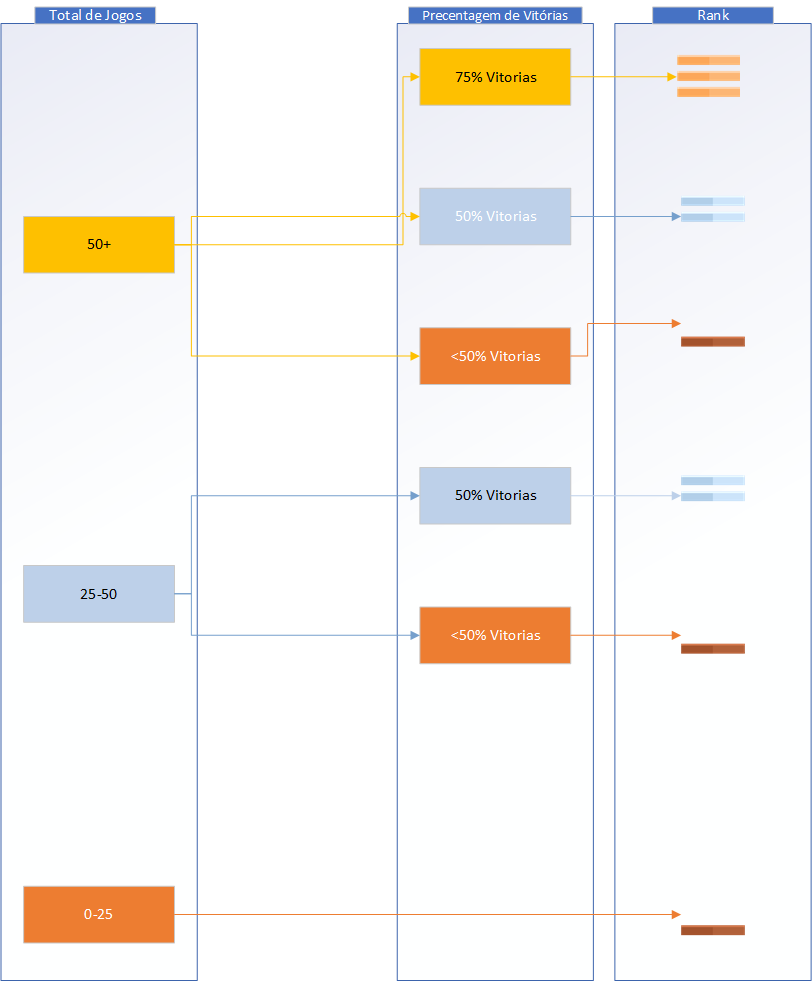 Total de Jogos
Precentagem de Vitórias
Rank
75% Vitorias
50% Vitorias
50+
<50% Vitorias
50% Vitorias
25-50
<50% Vitorias
0-25